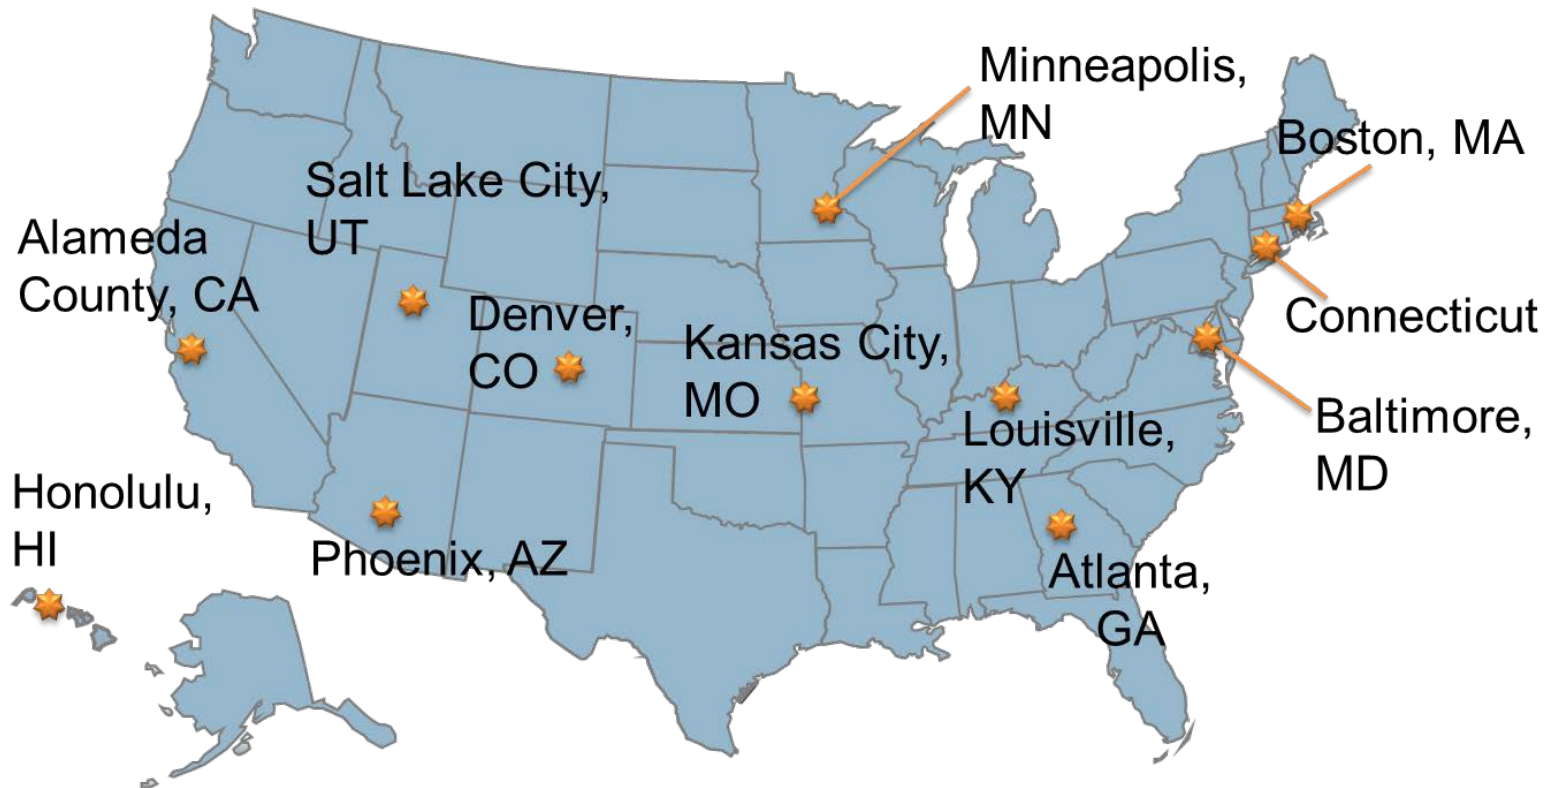 Minneapolis,
MN
Boston, MA
Salt Lake City,
UT
Alameda
County, CA
Denver,
CO
Kansas City,
MO
Connecticut
Louisville,
KY
Baltimore,
MD
Honolulu,
HI
Phoenix, AZ
Atlanta,
GA